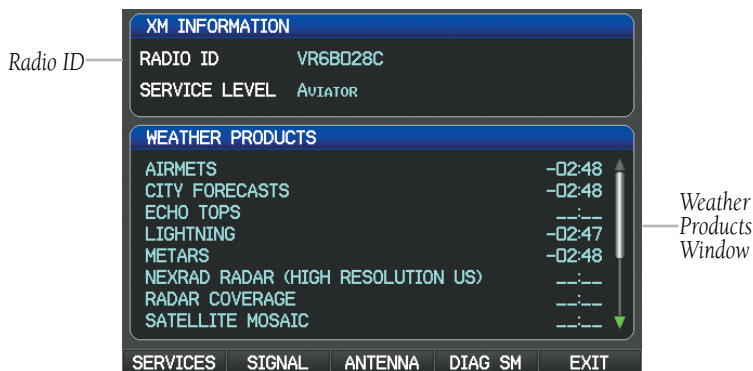 XM INFORMATION
Radio ID
RADIO ID VR6B028C
SERVICE LEVEL AVIATOR
WEATHER PRODUCTS
AIRMETS -02:48
CITY FORECASTS -02:48
ECHO TOPS __:__
LIGHTNING -02:47
METARS -02:48
NEXRAD RADAR (HIGH RESOLUTION US) __:__
RADAR COVERAGE __:__
SATELLITE MOSAIC __:__
Weather
Products
Window
SERVICES SIGNAL ANTENNA DIAG SM EXIT